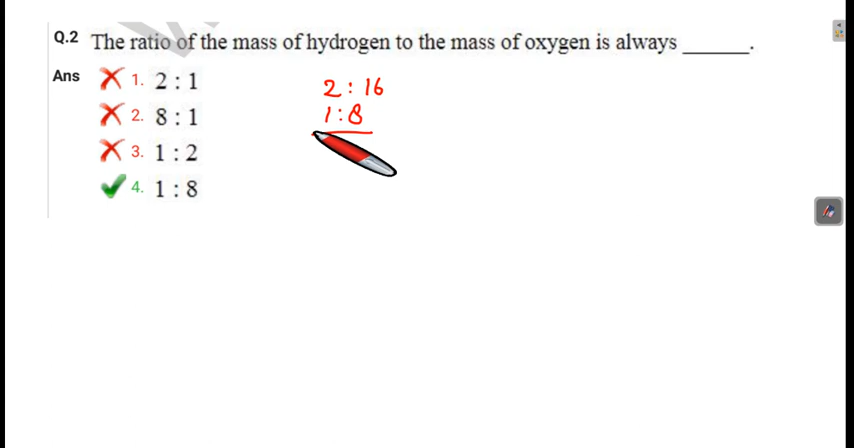 Q.2 The ratio of the mass of hydrogen to the mass of oxygen is always ______.
Ans 1. 2 : 1
2. 8 : 1
3. 1 : 2
4. 1 : 8
2 : 16
1 : 8